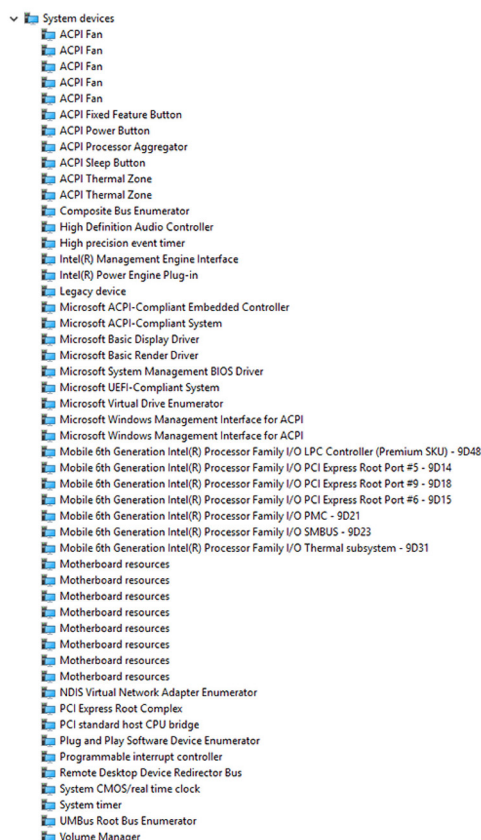 System devices
ACPI Fan
ACPI Fan
ACPI Fan
ACPI Fan
ACPI Fan
ACPI Fixed Feature Button
ACPI Power Button
ACPI Processor Aggregator
ACPI Sleep Button
ACPI Thermal Zone
ACPI Thermal Zone
Composite Bus Enumerator
High Definition Audio Controller
High precision event timer
Intel(R) Management Engine Interface
Intel(R) Power Engine Plug-in
Legacy device
Microsoft ACPI-Compliant Embedded Controller
Microsoft ACPI-Compliant System
Microsoft Basic Display Driver
Microsoft Basic Render Driver
Microsoft System Management BIOS Driver
Microsoft UEFI-Compliant System
Microsoft Virtual Drive Enumerator
Microsoft Windows Management Interface for ACPI
Microsoft Windows Management Interface for ACPI
Mobile 6th Generation Intel(R) Processor Family I/O LPC Controller (Premium SKU) - 9D48
Mobile 6th Generation Intel(R) Processor Family I/O PCI Express Root Port #5 - 9D14
Mobile 6th Generation Intel(R) Processor Family I/O PCI Express Root Port #9 - 9D18
Mobile 6th Generation Intel(R) Processor Family I/O PCI Express Root Port #6 - 9D15
Mobile 6th Generation Intel(R) Processor Family I/O PMC - 9D21
Mobile 6th Generation Intel(R) Processor Family I/O SMBUS - 9D23
Mobile 6th Generation Intel(R) Processor Family I/O Thermal subsystem - 9D31
Motherboard resources
Motherboard resources
Motherboard resources
Motherboard resources
Motherboard resources
Motherboard resources
Motherboard resources
Motherboard resources
NDIS Virtual Network Adapter Enumerator
PCI Express Root Complex
PCI standard host CPU bridge
Plug and Play Software Device Enumerator
Programmable interrupt controller
Remote Desktop Device Redirector Bus
System CMOS/real time clock
System timer
UMBus Root Bus Enumerator
Volume Manager